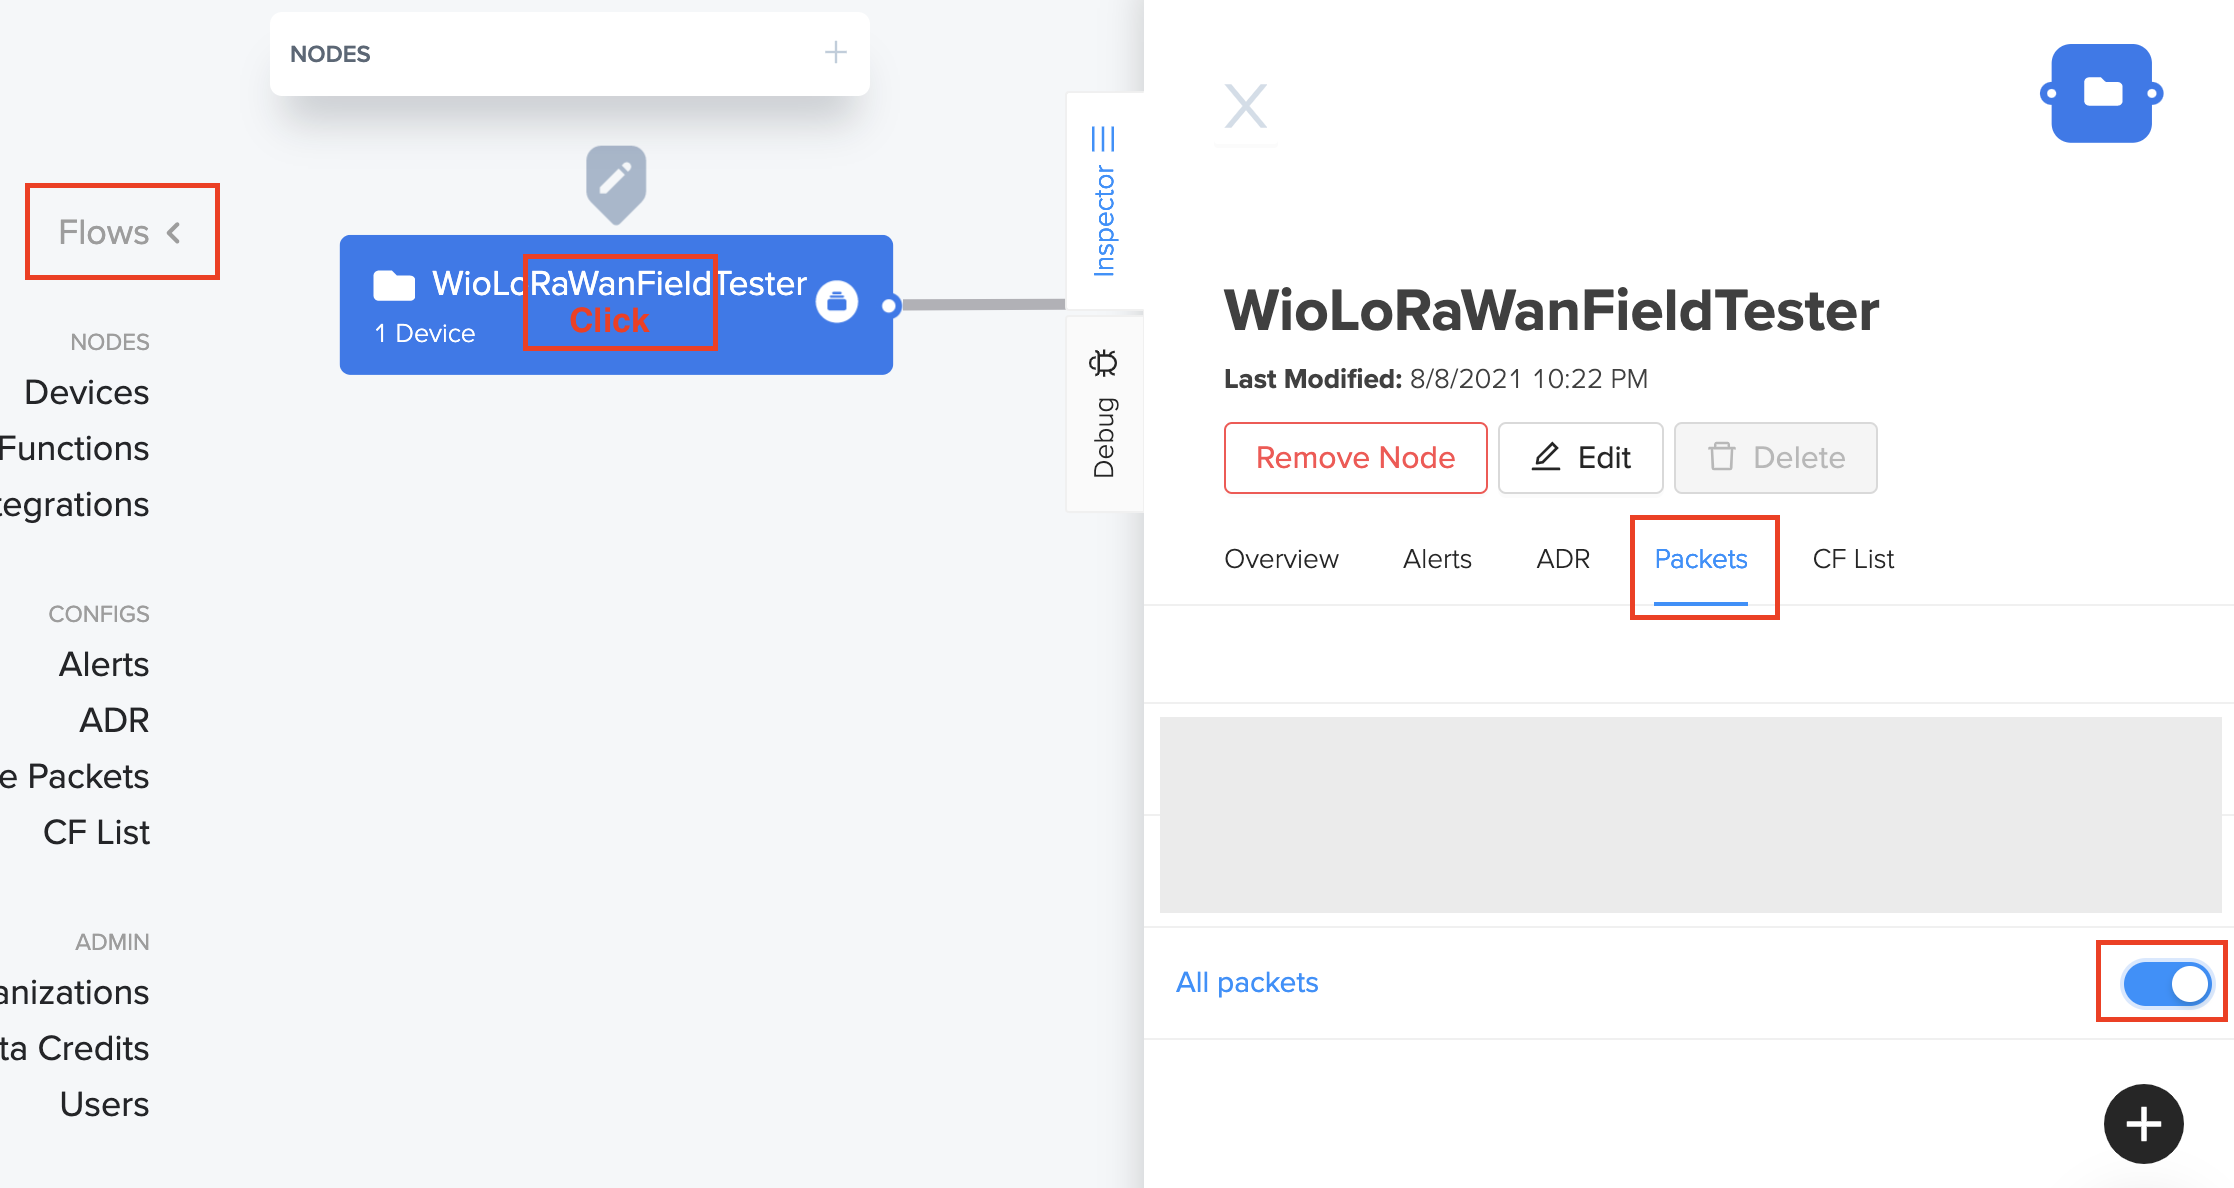 NODES
Flows
NODES
Devices
Functions
tegrations
CONFIGS
Alerts
ADR
e Packets
CF List
ADMIN
anizations
ta Credits
Users
WioLoRaWanFieldTester
Click
1 Device
Inspector
Debug
X
WioLoRaWanFieldTester
Last Modified: 8/8/2021 10:22 PM
Remove Node Edit Delete
Overview Alerts ADR Packets CF List
All packets